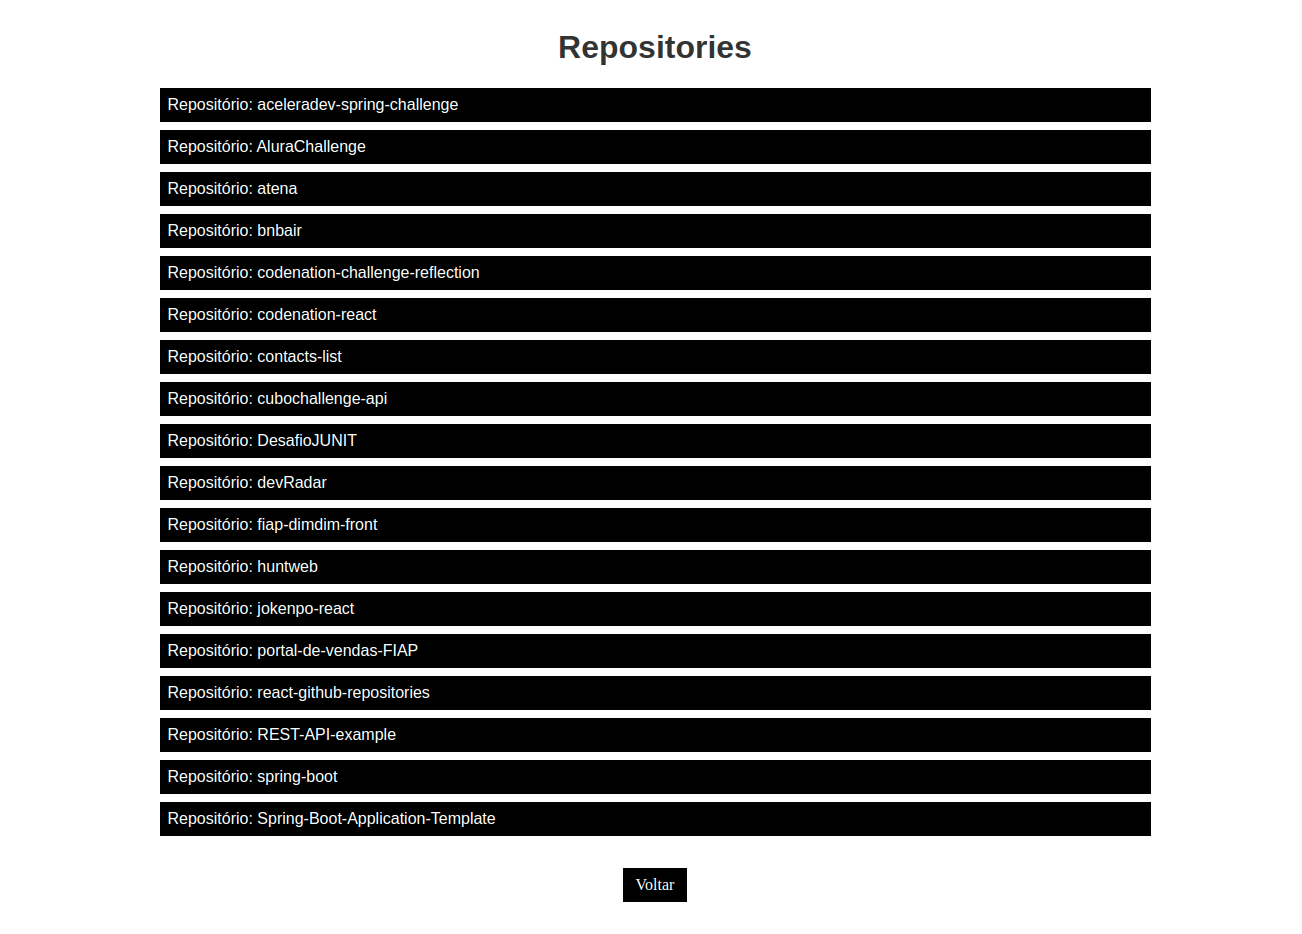 Repositories
Repositório: aceleradev-spring-challenge
Repositório: AluraChallenge
Repositório: atena
Repositório: bnbair
Repositório: codenation-challenge-reflection
Repositório: codenation-react
Repositório: contacts-list
Repositório: cubochallenge-api
Repositório: DesafioJUNIT
Repositório: devRadar
Repositório: fiap-dimdim-front
Repositório: huntweb
Repositório: jokenpo-react
Repositório: portal-de-vendas-FIAP
Repositório: react-github-repositories
Repositório: REST-API-example
Repositório: spring-boot
Repositório: Spring-Boot-Application-Template
Voltar